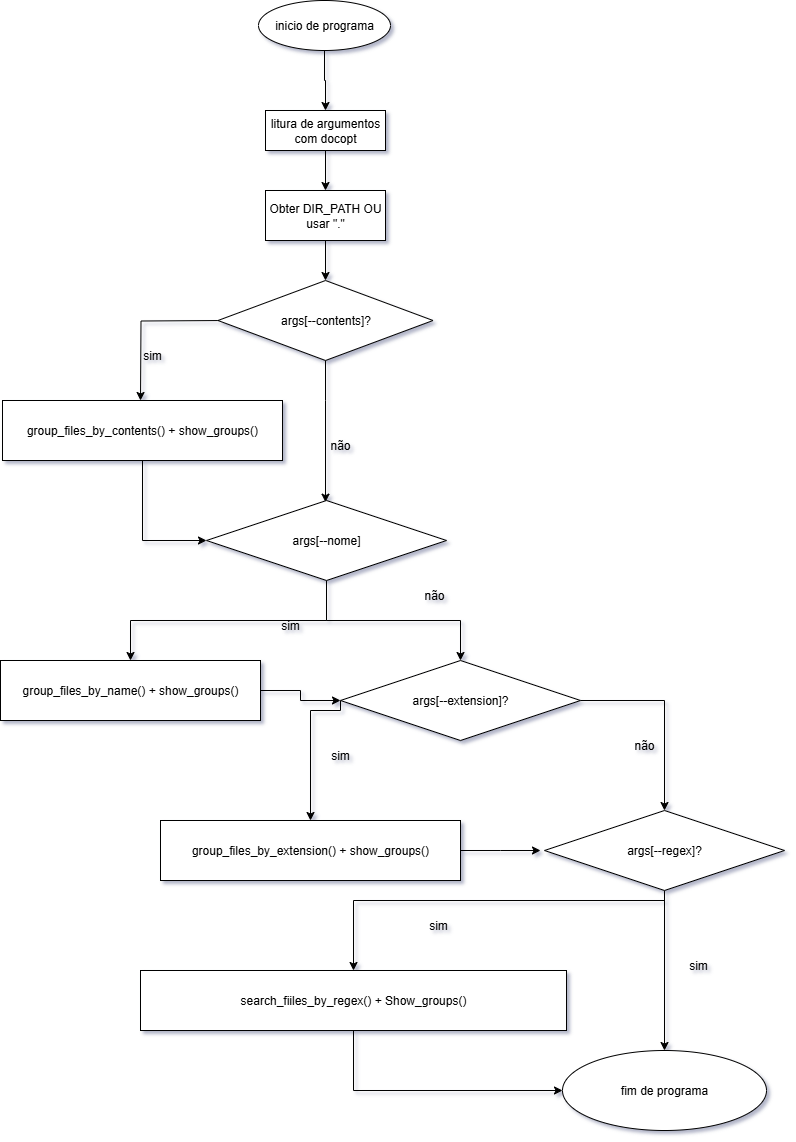 inicio de programa
litura de argumentos
com docopt
Obter DIR_PATH OU
usar "."
args[--contents]?
sim
group_files_by_contents() + show_groups()
não
args[--nome]
não
sim
group_files_by_name() + show_groups()
args[--extension]?
não
sim
group_files_by_extension() + show_groups()
args[--regex]?
sim
sim
search_fiiles_by_regex() + Show_groups()
fim de programa